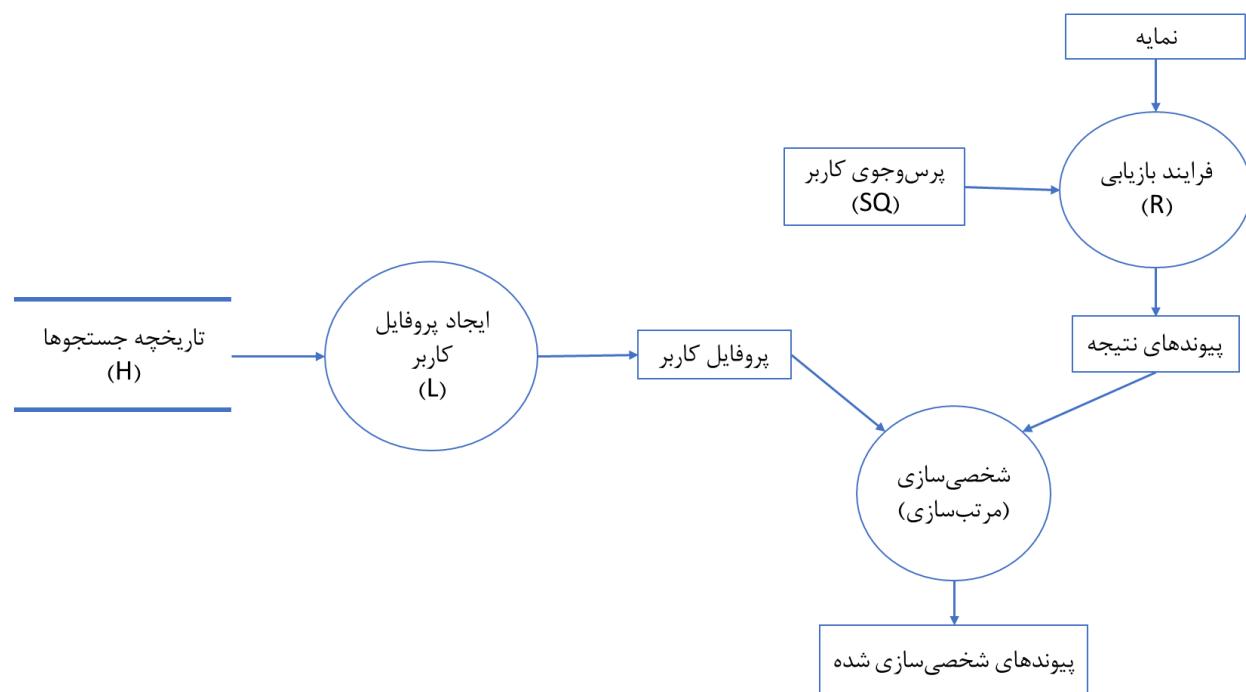 نمایه
فرایند بازیابی
(R)
پرس‌وجوی کاربر
(SQ)
ایجاد پروفایل
کاربر
(L)
تاریخچه جستجوها
(H)
پروفایل کاربر
پیوندهای نتیجه
شخصی‌سازی
(مرتب‌سازی)
پیوندهای شخصی‌سازی شده